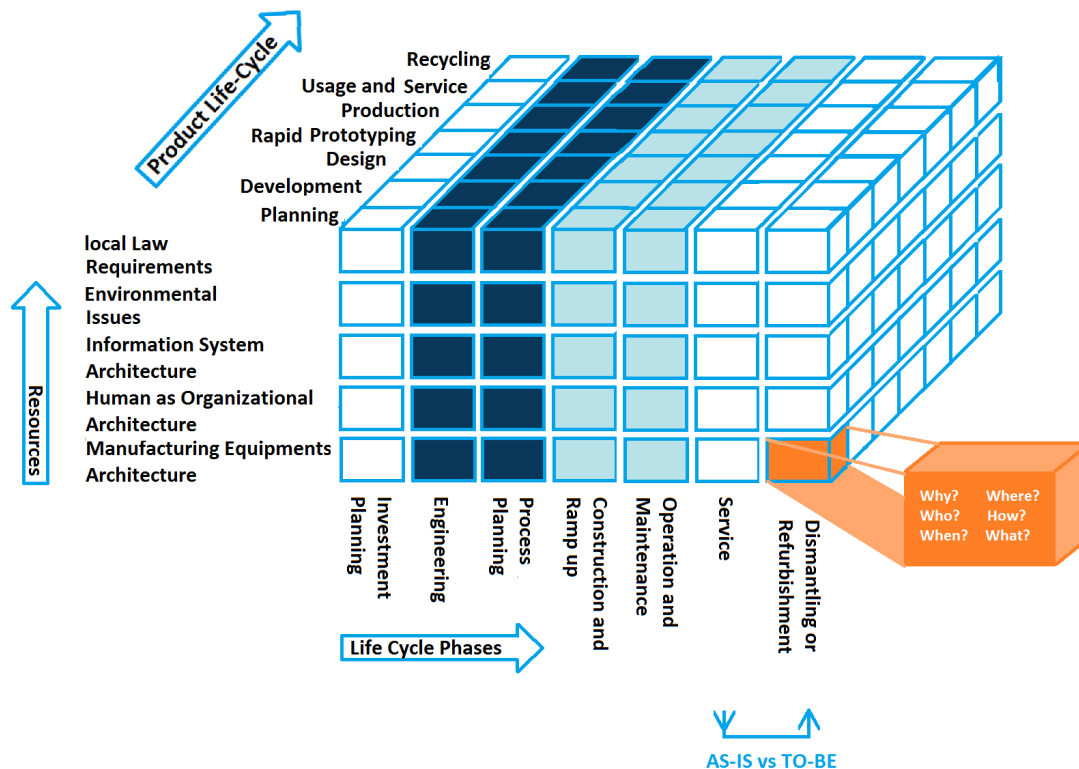 Product Life-Cycle
Recycling
Usage and Service
Production
Rapid Prototyping
Design
Development
Planning
local Law
Requirements
Environmental
Issues
Information System
Architecture
Human as Organizational
Architecture
Manufacturing Equipments
Architecture
Resources
Investment
Planning
Engineering
Process
Planning
Construction and
Ramp up
Operation and
Maintenance
Service
Dismantling or
Refurbishment
Why? Where?
Who? How?
When? What?
Life Cycle Phases
AS-IS vs TO-BE